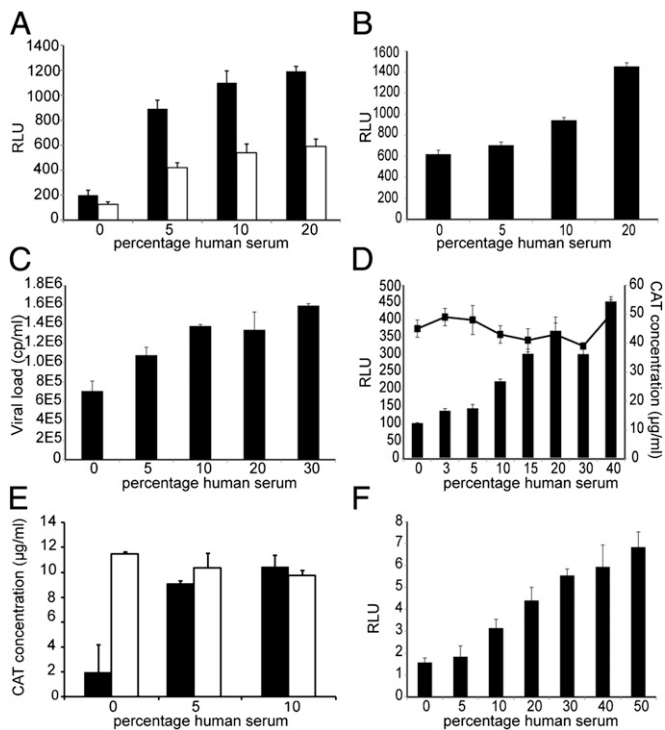 A
1400
1200
1000
800
600
400
200
0
RLU
0 5 10 20
percentage human serum
B
1600
1400
1200
1000
800
600
400
200
0
RLU
0 5 10 20
percentage human serum
C
1.8E6
1.6E6
1.4E6
1.2E6
1E6
8E5
6E5
4E5
2E5
0
Viral load (cp/ml)
0 5 10 20 30
percentage human serum
D
500
450
400
350
300
250
200
150
100
50
0
RLU
60
50
40
30
20
10
0
CAT concentration (µg/ml)
0 3 5 10 15 20 30 40
percentage human serum
E
14
12
10
8
6
4
2
0
CAT concentration (µg/ml)
0 5 10
percentage human serum
F
8
7
6
5
4
3
2
1
0
RLU
0 5 10 20 30 40 50
percentage human serum